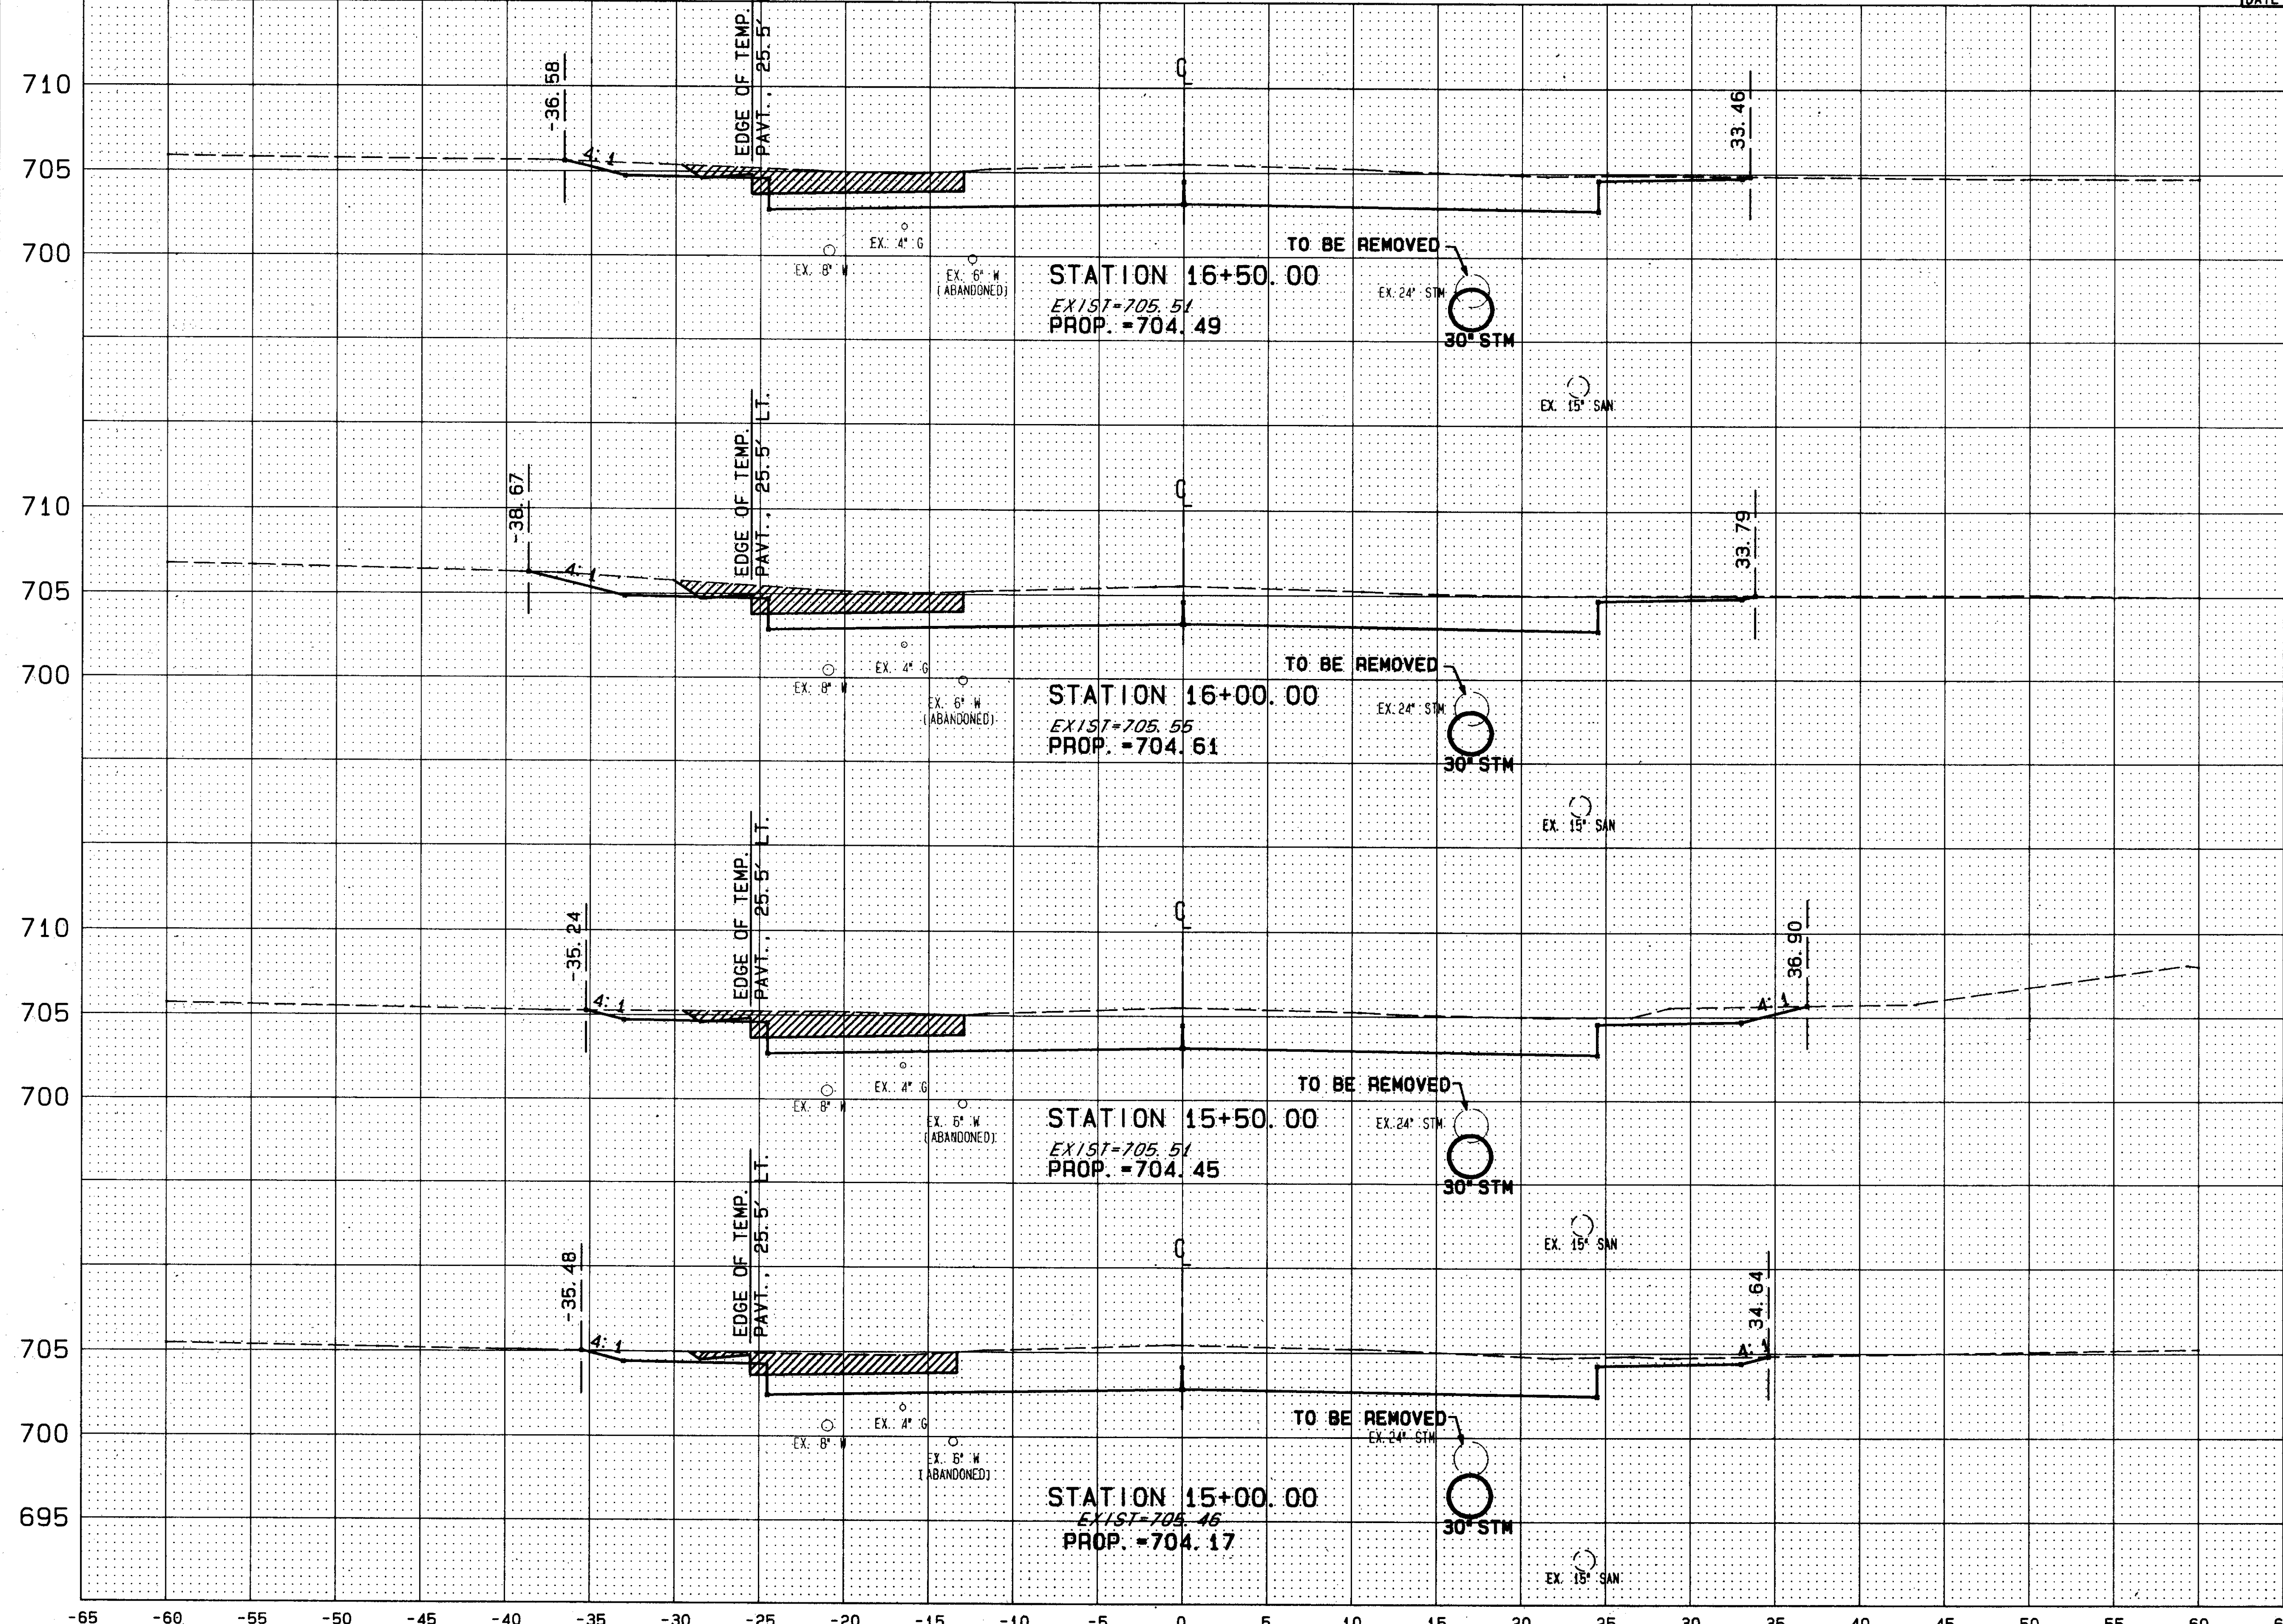 DATE
710
-36.58
EDGE OF TEMP.
PAVT., 25.5'
C
33.46
705
4:1
700
EX. 8" W
EX. 4" G
EX. 6" W
(ABANDONED)
STATION 16+50.00
EXIST=705.51
PROP. =704.49
TO BE REMOVED
EX. 24" STM
30" STM
EX. 15" SAN
710
-38.67
EDGE OF TEMP.
PAVT., 25.5' LT.
C
33.79
705
4:1
700
EX. 8" W
EX. 4" G
EX. 6" W
(ABANDONED)
STATION 16+00.00
EXIST=705.55
PROP. =704.61
TO BE REMOVED
EX. 24" STM
30" STM
EX. 15" SAN
710
-35.24
EDGE OF TEMP.
PAVT., 25.5' LT.
C
36.90
705
4:1
4:1
700
EX. 8" W
EX. 4" G
EX. 6" W
(ABANDONED)
STATION 15+50.00
EXIST=705.51
PROP. =704.45
TO BE REMOVED
EX. 24" STM
30" STM
EX. 15" SAN
-35.48
EDGE OF TEMP.
PAVT., 25.5' LT.
C
34.64
705
4:1
4:1
700
EX. 8" W
EX. 4" G
EX. 6" W
(ABANDONED)
TO BE REMOVED
EX. 24" STM
695
STATION 15+00.00
EXIST=705.46
PROP. =704.17
30" STM
EX. 15" SAN
-65 -60 -55 -50 -45 -40 -35 -30 -25 -20 -15 -10 -5 0 5 10 15 20 25 30 35 40 45 50 55 60